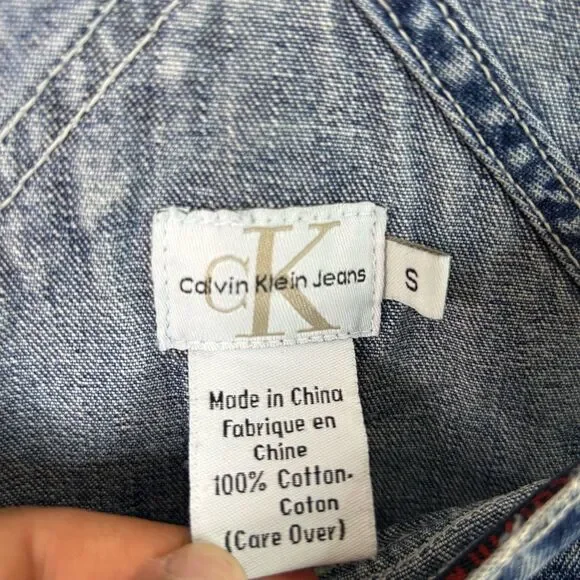 CK
Calvin Klein Jeans
S
Made in China
Fabrique en
Chine
100% Cotton-
Coton
(Care Over)